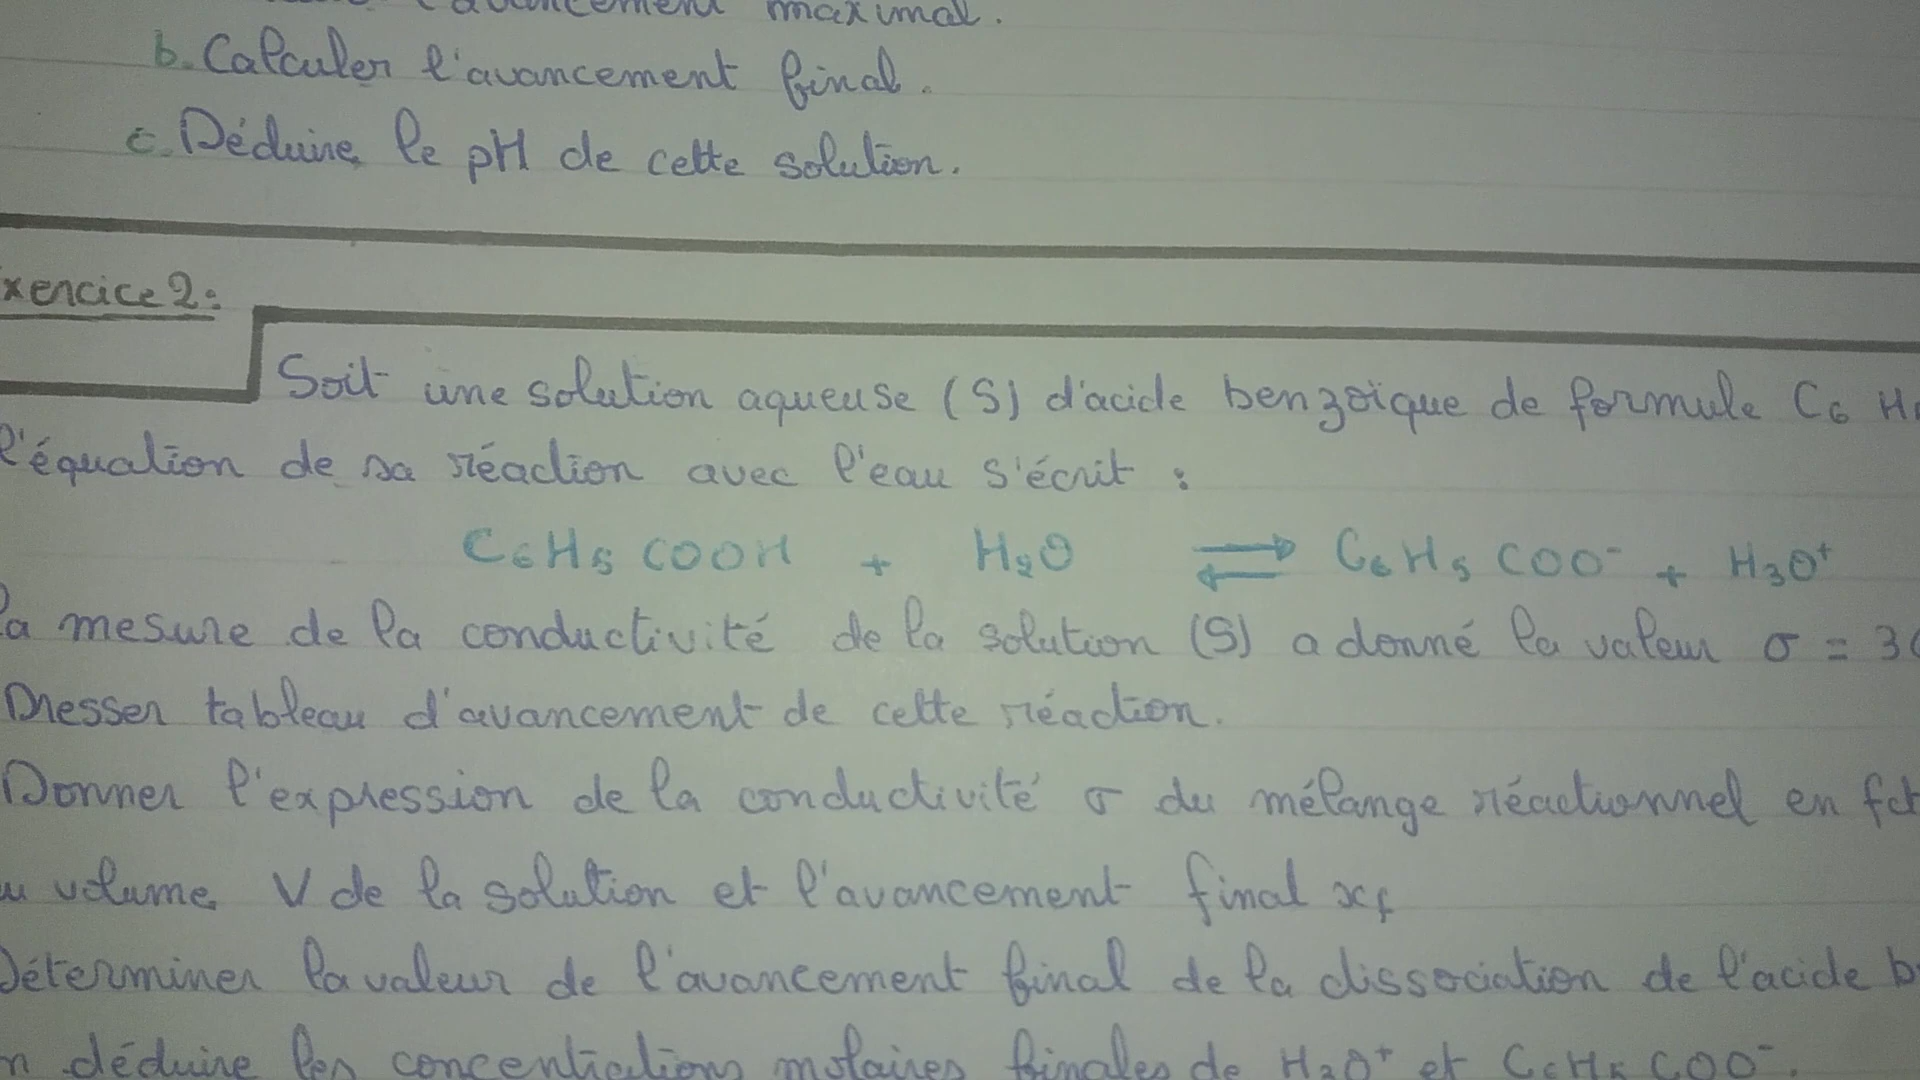 l'avancement maximal.
b. Calculer l'avancement final.
c. Déduire le pH de cette solution.
xercice 2:
Soit une solution aqueuse (S) d'acide benzoïque de formule C6 H
l'équation de sa réaction avec l'eau s'écrit :
C6H5 COOH + H2O ⇌ C6H5 COO⁻ + H3O⁺
la mesure de la conductivité de la solution (S) a donné la valeur σ = 3
Dresser tableau d'avancement de cette réaction.
Donner l'expression de la conductivité σ du mélange réactionnel en fct
u volume V de la solution et l'avancement final xf
Déterminer la valeur de l'avancement final de la dissociation de l'acide b
n déduire les concentrations molaires finales de H3O⁺ et C6H5 COO⁻.